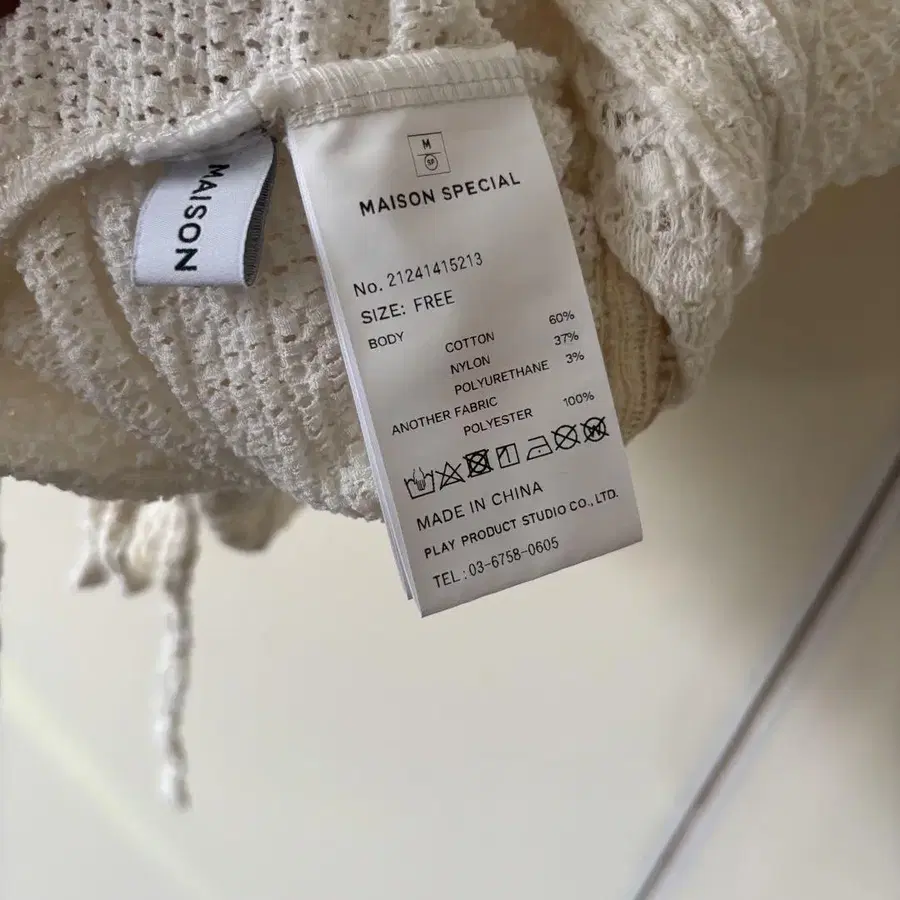 MAISON
M
SP
MAISON SPECIAL
No. 21241415213
SIZE: FREE
BODY
COTTON 60%
NYLON 37%
POLYURETHANE 3%
ANOTHER FABRIC
POLYESTER 100%
W
MADE IN CHINA
PLAY PRODUCT STUDIO CO., LTD.
TEL : 03-6758-0605